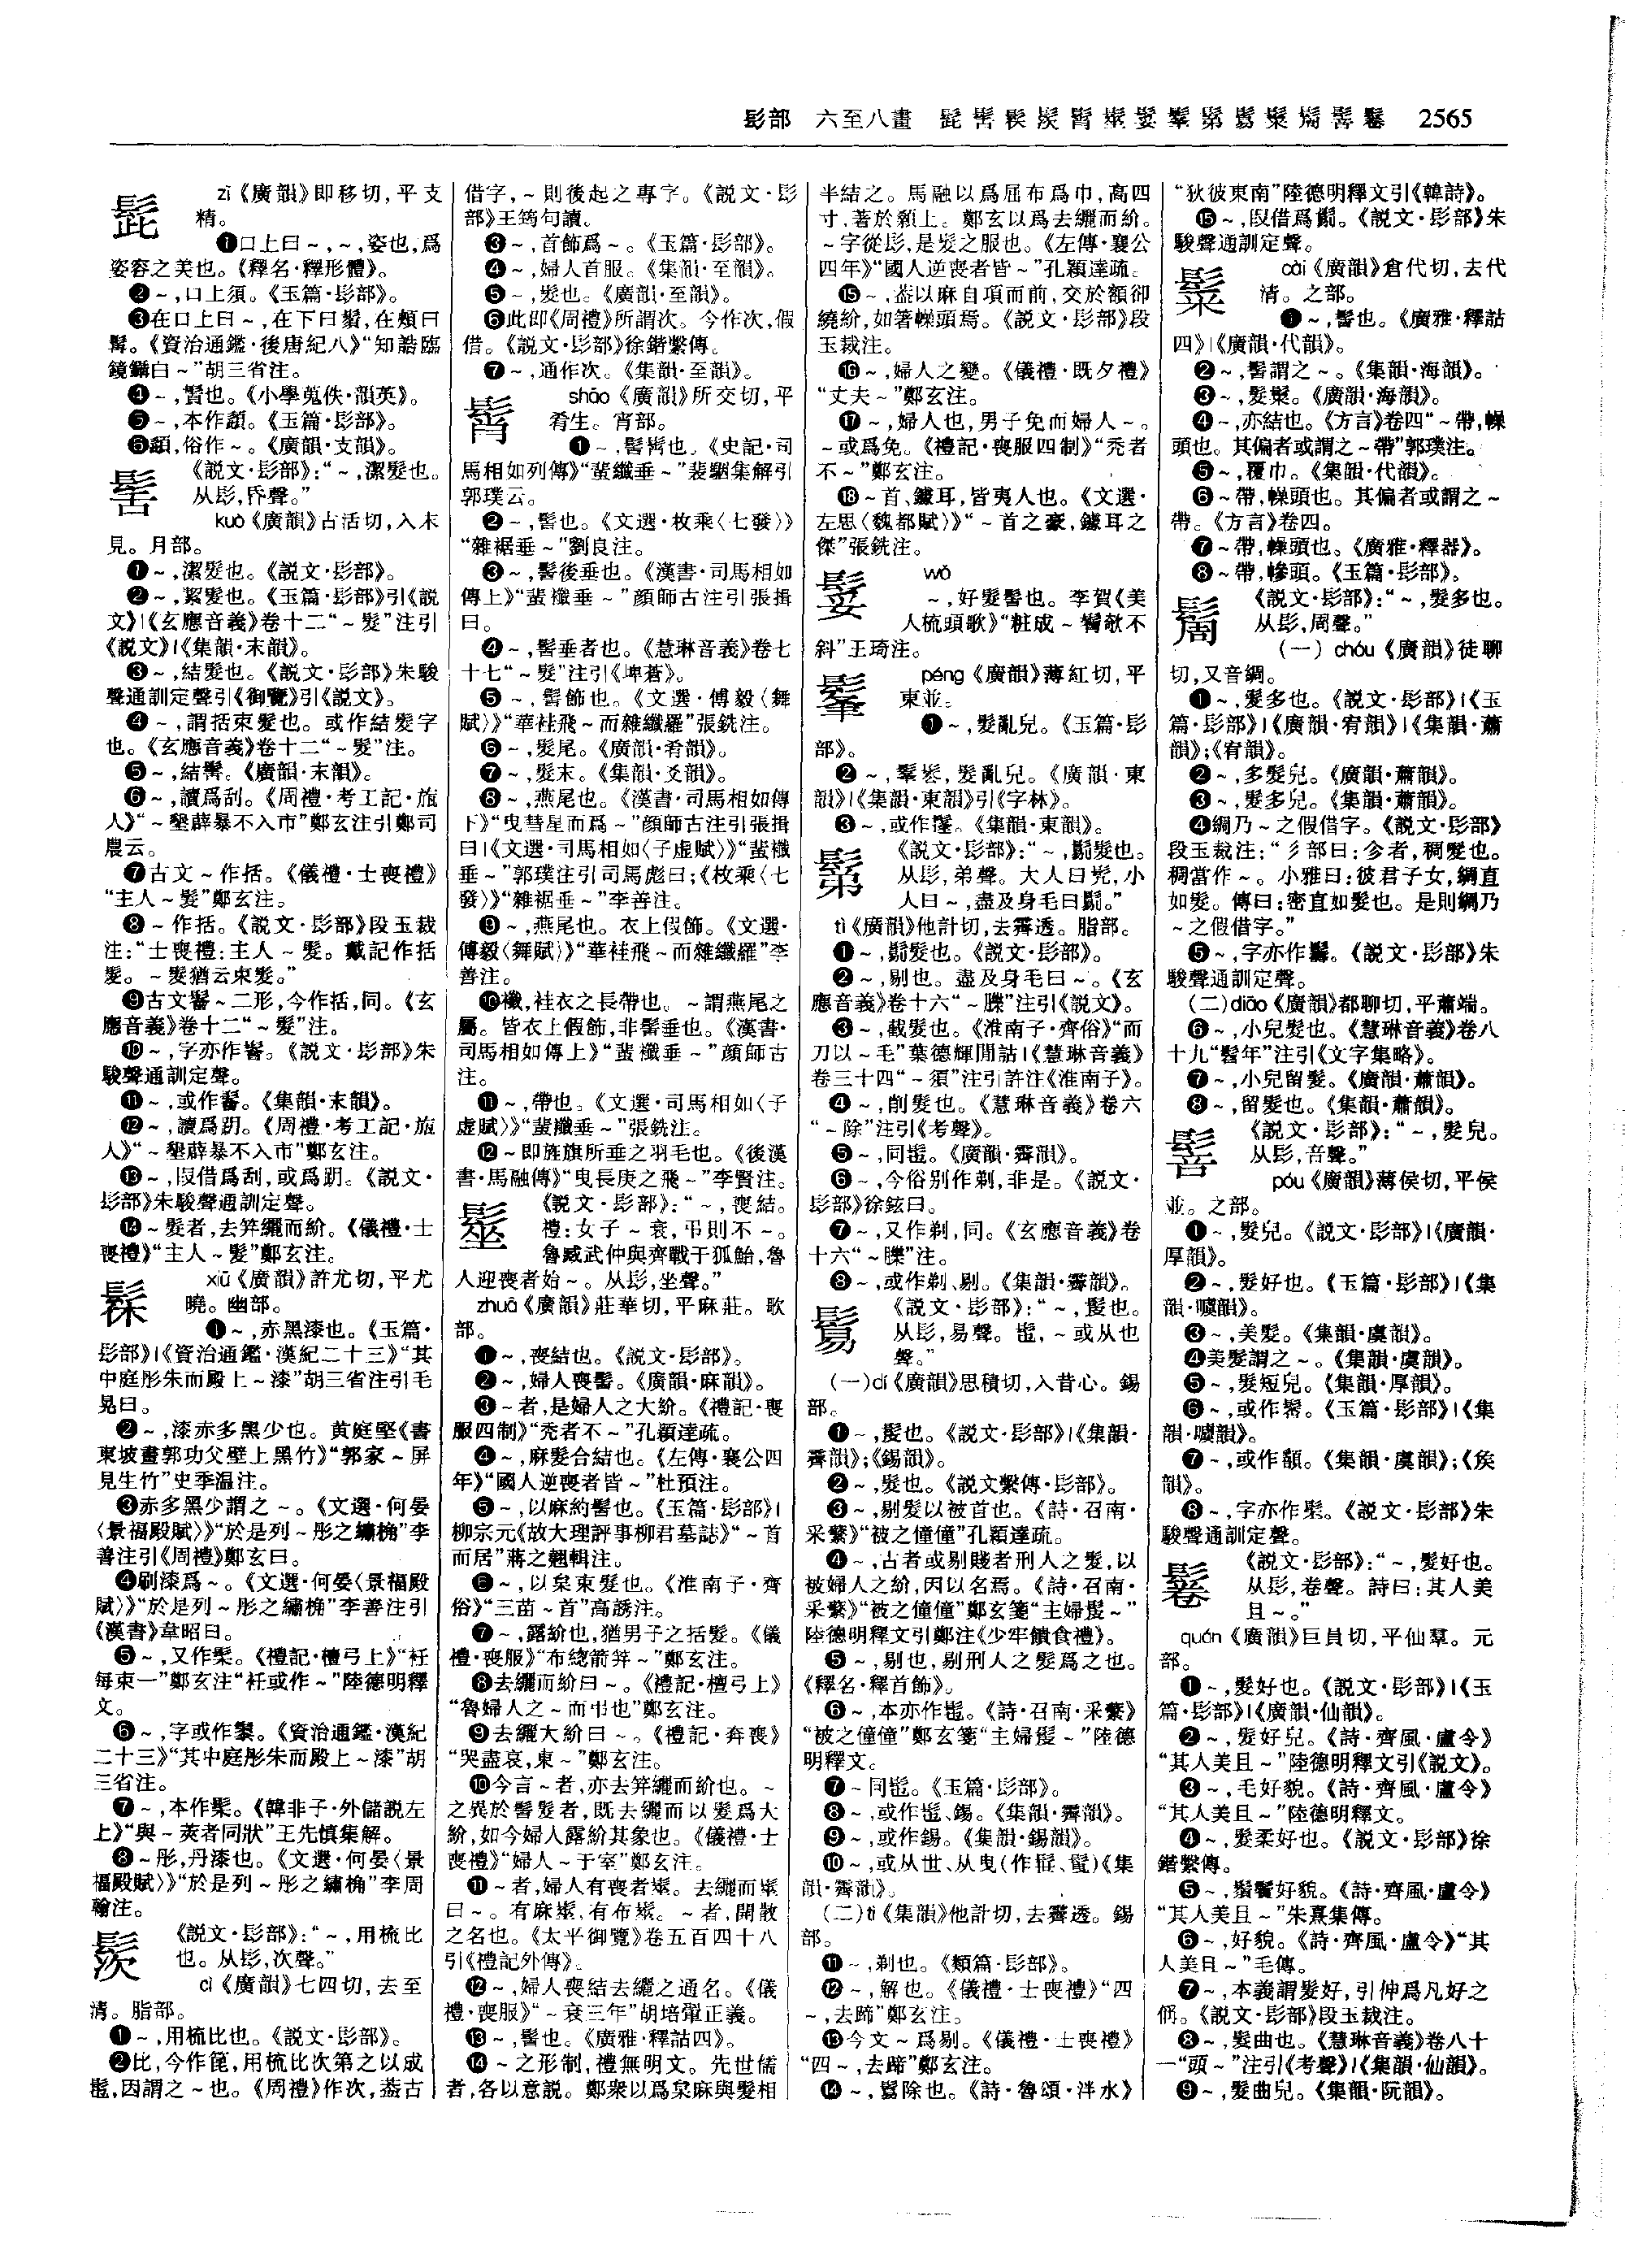 髟部　六至八畫　髭髺髹髲髾髽鬉髼鬀鬄鬃鬜鬠鬈　2565
zī《廣韻》即移切,平支
髭　精。
❶口上曰～,～,姿也,爲
姿容之美也。《釋名·釋形體》。
❷～,口上須。《玉篇·髟部》。
❸在口上曰～,在下曰鬚,在頰曰
髯。《資治通鑑·後唐紀八》“知誥臨
鏡鑷白～”胡三省注。
❹～,鬚也。《小學蒐佚·韻英》。
❺～,本作頾。《玉篇·髟部》。
❻頾,俗作～。《廣韻·支韻》。
髺　《説文·髟部》:“～,潔髮也。
从髟,𠯑聲。”
kuò《廣韻》古活切,入末
見。月部。
❶～,潔髮也。《説文·髟部》。
❷～,絜髮也。《玉篇·髟部》引《説
文》|《玄應音義》卷十二“～髮”注引
《説文》|《集韻·末韻》。
❸～,結髮也。《説文·髟部》朱駿
聲通訓定聲引《御覽》引《説文》。
❹～,謂括束髮也。或作結髮字
也。《玄應音義》卷十二“～髮”注。
❺～,結髻。《廣韻·末韻》。
❻～,讀爲刮。《周禮·考工記·瓬
人》“～墾薜暴不入市”鄭玄注引鄭司
農云。
❼古文～作括。《儀禮·士喪禮》
“主人～髮”鄭玄注。
❽～作括。《説文·髟部》段玉裁
注:“士喪禮:主人～髮。戴記作括
髮。～髮猶云束髮。”
❾古文鬠～二形,今作括,同。《玄
應音義》卷十二“～髮”注。
❿～,字亦作鬠。《説文·髟部》朱
駿聲通訓定聲。
⓫～,或作鬠。《集韻·末韻》。
⓬～,讀爲刖。《周禮·考工記·瓬
人》“～墾薜暴不入市”鄭玄注。
⓭～,叚借爲刮,或爲刖。《説文·
髟部》朱駿聲通訓定聲。
⓮～髮者,去笄纚而紒。《儀禮·士
喪禮》“主人～髮”鄭玄注。
xiū《廣韻》許尤切,平尤
髹　曉。幽部。
❶～,赤黑漆也。《玉篇·
髟部》|《資治通鑑·漢紀二十三》“其
中庭彤朱而殿上～漆”胡三省注引毛
晃曰。
❷～,漆赤多黑少也。黄庭堅《書
東坡畫郭功父壁上墨竹》“郭家～屏
見生竹”史季温注。
❸赤多黑少謂之～。《文選·何晏
〈景福殿賦〉》“於是列～彤之繡桷”李
善注引《周禮》鄭玄曰。
❹刷漆爲～。《文選·何晏〈景福殿
賦〉》“於是列～彤之繡桷”李善注引
《漢書》韋昭曰。
❺～,又作髤。《禮記·檀弓上》“衽
每束一”鄭玄注“衽或作～”陸德明釋
文。
❻～,字或作䰍。《資治通鑑·漢紀
二十三》“其中庭彤朱而殿上～漆”胡
三省注。
❼～,本作髤。《韓非子·外儲説左
上》“與～莢者同狀”王先慎集解。
❽～彤,丹漆也。《文選·何晏〈景
福殿賦〉》“於是列～彤之繡桷”李周
翰注。
髲　《説文·髟部》:“～,用梳比
也。从髟,次聲。”
cì《廣韻》七四切,去至
清。脂部。
❶～,用梳比也。《説文·髟部》。
❷比,今作篦,用梳比次第之以成
髢,因謂之～也。《周禮》作次,葢古
借字,～則後起之專字。《説文·髟
部》王筠句讀。
❸～,首飾爲～。《玉篇·髟部》。
❹～,婦人首服。《集韻·至韻》。
❺～,髮也。《廣韻·至韻》。
❻此即《周禮》所謂次。今作次,假
借。《説文·髟部》徐鍇繫傳。
❼～,通作次。《集韻·至韻》。
shāo《廣韻》所交切,平
髾　肴生。宵部。
❶～,髻髾也。《史記·司
馬相如列傳》“蜚纖垂～”裴駰集解引
郭璞云。
❷～,髻也。《文選·枚乘〈七發〉》
“雜裾垂～”劉良注。
❸～,髻後垂也。《漢書·司馬相如
傳上》“蜚襳垂～”顔師古注引張揖
曰。
❹～,髻垂者也。《慧琳音義》卷七
十七“～髮”注引《埤蒼》。
❺～,髻飾也。《文選·傅毅〈舞
賦〉》“華袿飛～而雜纖羅”張銑注。
❻～,髮尾。《廣韻·肴韻》。
❼～,髮末。《集韻·爻韻》。
❽～,燕尾也。《漢書·司馬相如傳
下》“曳彗星而爲～”顔師古注引張揖
曰|《文選·司馬相如〈子虛賦〉》“蜚襳
垂～”郭璞注引司馬彪曰;《枚乘〈七
發〉》“雜裾垂～”李善注。
❾～,燕尾也。衣上假飾。《文選·
傅毅〈舞賦〉》“華袿飛～而雜纖羅”李
善注。
❿襳,袿衣之長帶也。～謂燕尾之
屬。皆衣上假飾,非髻垂也。《漢書·
司馬相如傳上》“蜚襳垂～”顔師古
注。
⓫～,帶也。《文選·司馬相如〈子
虛賦〉》“蜚襳垂～”張銑注。
⓬～即旌旗所垂之羽毛也。《後漢
書·馬融傳》“曳長庚之飛～”李賢注。
髽　《説文·髟部》:“～,喪結。
禮:女子～衰,弔則不～。
魯臧武仲與齊戰于狐鮐,魯
人迎喪者始～。从髟,坐聲。”
zhuā《廣韻》莊華切,平麻莊。歌
部。
❶～,喪結也。《説文·髟部》。
❷～,婦人喪髻。《廣韻·麻韻》。
❸～者,是婦人之大紒。《禮記·喪
服四制》“秃者不～”孔穎達疏。
❹～,麻髮合結也。《左傳·襄公四
年》“國人逆喪者皆～”杜預注。
❺～,以麻約髻也。《玉篇·髟部》|
柳宗元《故大理評事柳君墓誌》“～首
而居”蔣之翹輯注。
❻～,以枲束髮也。《淮南子·齊
俗》“三苗～首”高誘注。
❼～,露紒也,猶男子之括髮。《儀
禮·喪服》“布總箭笄～”鄭玄注。
❽去纚而紒曰～。《禮記·檀弓上》
“魯婦人之～而弔也”鄭玄注。
❾去纚大紒曰～。《禮記·奔喪》
“哭盡哀,東～”鄭玄注。
❿今言～者,亦去笄纚而紒也。～
之異於髻髮者,既去纚而以髮爲大
紒,如今婦人露紒其象也。《儀禮·士
喪禮》“婦人～于室”鄭玄注。
⓫～者,婦人有喪者髽。去纚而髽
曰～。有麻髽,有布髽。～者,開散
之名也。《太平御覽》卷五百四十八
引《禮記外傳》。
⓬～,婦人喪結去纚之通名。《儀
禮·喪服》“～衰三年”胡培翬正義。
⓭～,髻也。《廣雅·釋詁四》。
⓮～之形制,禮無明文。先世儒
者,各以意説。鄭衆以爲枲麻與髮相
半結之。馬融以爲屈布爲巾,高四
寸,著於顙上。鄭玄以爲去纚而紒。
～字從髟,是髮之服也。《左傳·襄公
四年》“國人逆喪者皆～”孔穎達疏。
⓯～,葢以麻自項而前,交於額卻
繞紒,如箸幓頭焉。《説文·髟部》段
玉裁注。
⓰～,婦人之變。《儀禮·既夕禮》
“丈夫～”鄭玄注。
⓱～,婦人也,男子免而婦人～。
～或爲免。《禮記·喪服四制》“秃者
不～”鄭玄注。
⓲～首、鐻耳,皆夷人也。《文選·
左思〈魏都賦〉》“～首之豪,鐻耳之
傑”張銑注。
wǒ
～,好髮髻也。李賀《美
人梳頭歌》“粧成～鬌欹不
斜”王琦注。
péng《廣韻》薄紅切,平
髼　東並。
❶～,髮亂皃。《玉篇·髟
部》。
❷～,鬔鬆,髮亂皃。《廣韻·東
韻》|《集韻·東韻》引《字林》。
❸～,或作鬔。《集韻·東韻》。
鬀　《説文·髟部》:“～,鬄髮也。
从髟,弟聲。大人曰髡,小
人曰～,盡及身毛曰鬄。”
tì《廣韻》他計切,去霽透。脂部。
❶～,鬄髮也。《説文·髟部》。
❷～,剔也。盡及身毛曰～。《玄
應音義》卷十六“～髏”注引《説文》。
❸～,截髮也。《淮南子·齊俗》“而
刀以～毛”葉德輝閒詁|《慧琳音義》
卷三十四“～須”注引許注《淮南子》。
❹～,削髮也。《慧琳音義》卷六
“～除”注引《考聲》。
❺～,同髢。《廣韻·霽韻》。
❻～,今俗别作剃,非是。《説文·
髟部》徐鉉曰。
❼～,又作剃,同。《玄應音義》卷
十六“～髏”注。
❽～,或作剃、剔。《集韻·霽韻》。
鬄　《説文·髟部》:“～,髲也。
从髟,易聲。髢,～或从也
聲。”
(一)dí《廣韻》思積切,入昔心。錫
部。
❶～,髲也。《説文·髟部》|《集韻·
霽韻》;《錫韻》。
❷～,髮也。《説文繫傳·髟部》。
❸～,剔髮以被首也。《詩·召南·
采蘩》“被之僮僮”孔穎達疏。
❹～,古者或剔賤者刑人之髮,以
被婦人之紒,因以名焉。《詩·召南·
采蘩》“被之僮僮”鄭玄箋“主婦髲～”
陸德明釋文引鄭注《少牢饋食禮》。
❺～,剔也,剔刑人之髮爲之也。
《釋名·釋首飾》。
❻～,本亦作髢。《詩·召南·采蘩》
“被之僮僮”鄭玄箋“主婦髲～”陸德
明釋文。
❼～同髢。《玉篇·髟部》。
❽～,或作髢、鬀。《集韻·霽韻》。
❾～,或作鬀。《集韻·錫韻》。
❿～,或从世、从曳《集
韻·霽韻》。
(二)tì《集韻》他計切,去霽透。錫
部。
⓫～,剃也。《類篇·髟部》。
⓬～,解也。《儀禮·士喪禮》“四
～,去蹄”鄭玄注。
⓭今文～爲剔。《儀禮·士喪禮》
“四～,去蹄”鄭玄注。
⓮～,鬄除也。《詩·魯頌·泮水》
“狄彼東南”陸德明釋文引《韓詩》。
⓯～,叚借爲鬄。《説文·髟部》朱
駿聲通訓定聲。
cài《廣韻》倉代切,去代
清。之部。
❶～,髻也。《廣雅·釋詁
四》|《廣韻·代韻》。
❷～,髻謂之～。《集韻·海韻》。
❸～,髮髻。《廣韻·海韻》。
❹～,亦結也。《方言》卷四“～帶,幧
頭也。其偏者或謂之～帶”郭璞注。
❺～,覆巾。《集韻·代韻》。
❻～帶,幧頭也。其偏者或謂之～
帶。《方言》卷四。
❼～帶,幧頭也。《廣雅·釋器》。
❽～帶,幓頭。《玉篇·髟部》。
鬜　《説文·髟部》:“～,髮多也。
从髟,周聲。”
(一) chóu《廣韻》徒聊
切,又音綢。
❶～,髮多也。《説文·髟部》|《玉
篇·髟部》|《廣韻·宥韻》|《集韻·蕭
韻》;《宥韻》。
❷～,多髮皃。《廣韻·蕭韻》。
❸～,髮多皃。《集韻·蕭韻》。
❹綢乃～之假借字。《説文·髟部》
段玉裁注:“彡部曰:㐱者,稠髮也。
稠當作～。小雅曰:彼君子女,綢直
如髮。傳曰:密直如髮也。是則綢乃
～之假借字。”
❺～,字亦作鬚。《説文·髟部》朱
駿聲通訓定聲。
(二)diāo《廣韻》都聊切,平蕭端。
❻～,小兒髮也。《慧琳音義》卷八
十九“髫年”注引《文字集略》。
❼～,小兒留髮。《廣韻·蕭韻》。
❽～,留髮也。《集韻·蕭韻》。
《説文·髟部》:“～,髮皃。
从髟,音聲。”
póu《廣韻》薄侯切,平侯
並。之部。
❶～,髮皃。《説文·髟部》|《廣韻·
厚韻》。
❷～,髮好也。《玉篇·髟部》|《集
韻·噳韻》。
❸～,美髮。《集韻·虞韻》。
❹美髮謂之～。《集韻·虞韻》。
❺～,髮短皃。《集韻·厚韻》。
❻～,或作髻。《玉篇·髟部》|《集
韻·噳韻》。
❼～,或作䫠。《集韻·虞韻》;《侯
韻》。
❽～,字亦作髤。《説文·髟部》朱
駿聲通訓定聲。
鬈　《説文·髟部》:“～,髮好也。
从髟,卷聲。詩曰:其人美
且～。”
quán《廣韻》巨員切,平仙羣。元
部。
❶～,髮好也。《説文·髟部》|《玉
篇·髟部》|《廣韻·仙韻》。
❷～,髮好皃。《詩·齊風·盧令》
“其人美且～”陸德明釋文引《説文》。
❸～,毛好貌。《詩·齊風·盧令》
“其人美且～”陸德明釋文。
❹～,髮柔好也。《説文·髟部》徐
鍇繫傳。
❺～,鬚鬢好貌。《詩·齊風·盧令》
“其人美且～”朱熹集傳。
❻～,好貌。《詩·齊風·盧令》“其
人美且～”毛傳。
❼～,本義謂髮好,引伸爲凡好之
偁。《説文·髟部》段玉裁注。
❽～,髮曲也。《慧琳音義》卷八十
一“頭～”注引《考聲》|《集韻·仙韻》。
❾～,髮曲皃。《集韻·阮韻》。